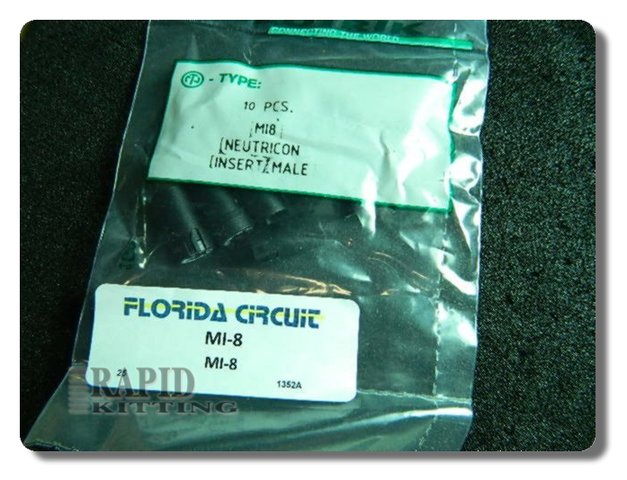 CONNECTING THE WORLD
- TYPE:
10 PCS.
[MI8]
[NEUTRICON
[INSERT/MALE
FLORIDA CIRCUIT
MI-8
MI-8
1352A
RAPID
KITTING